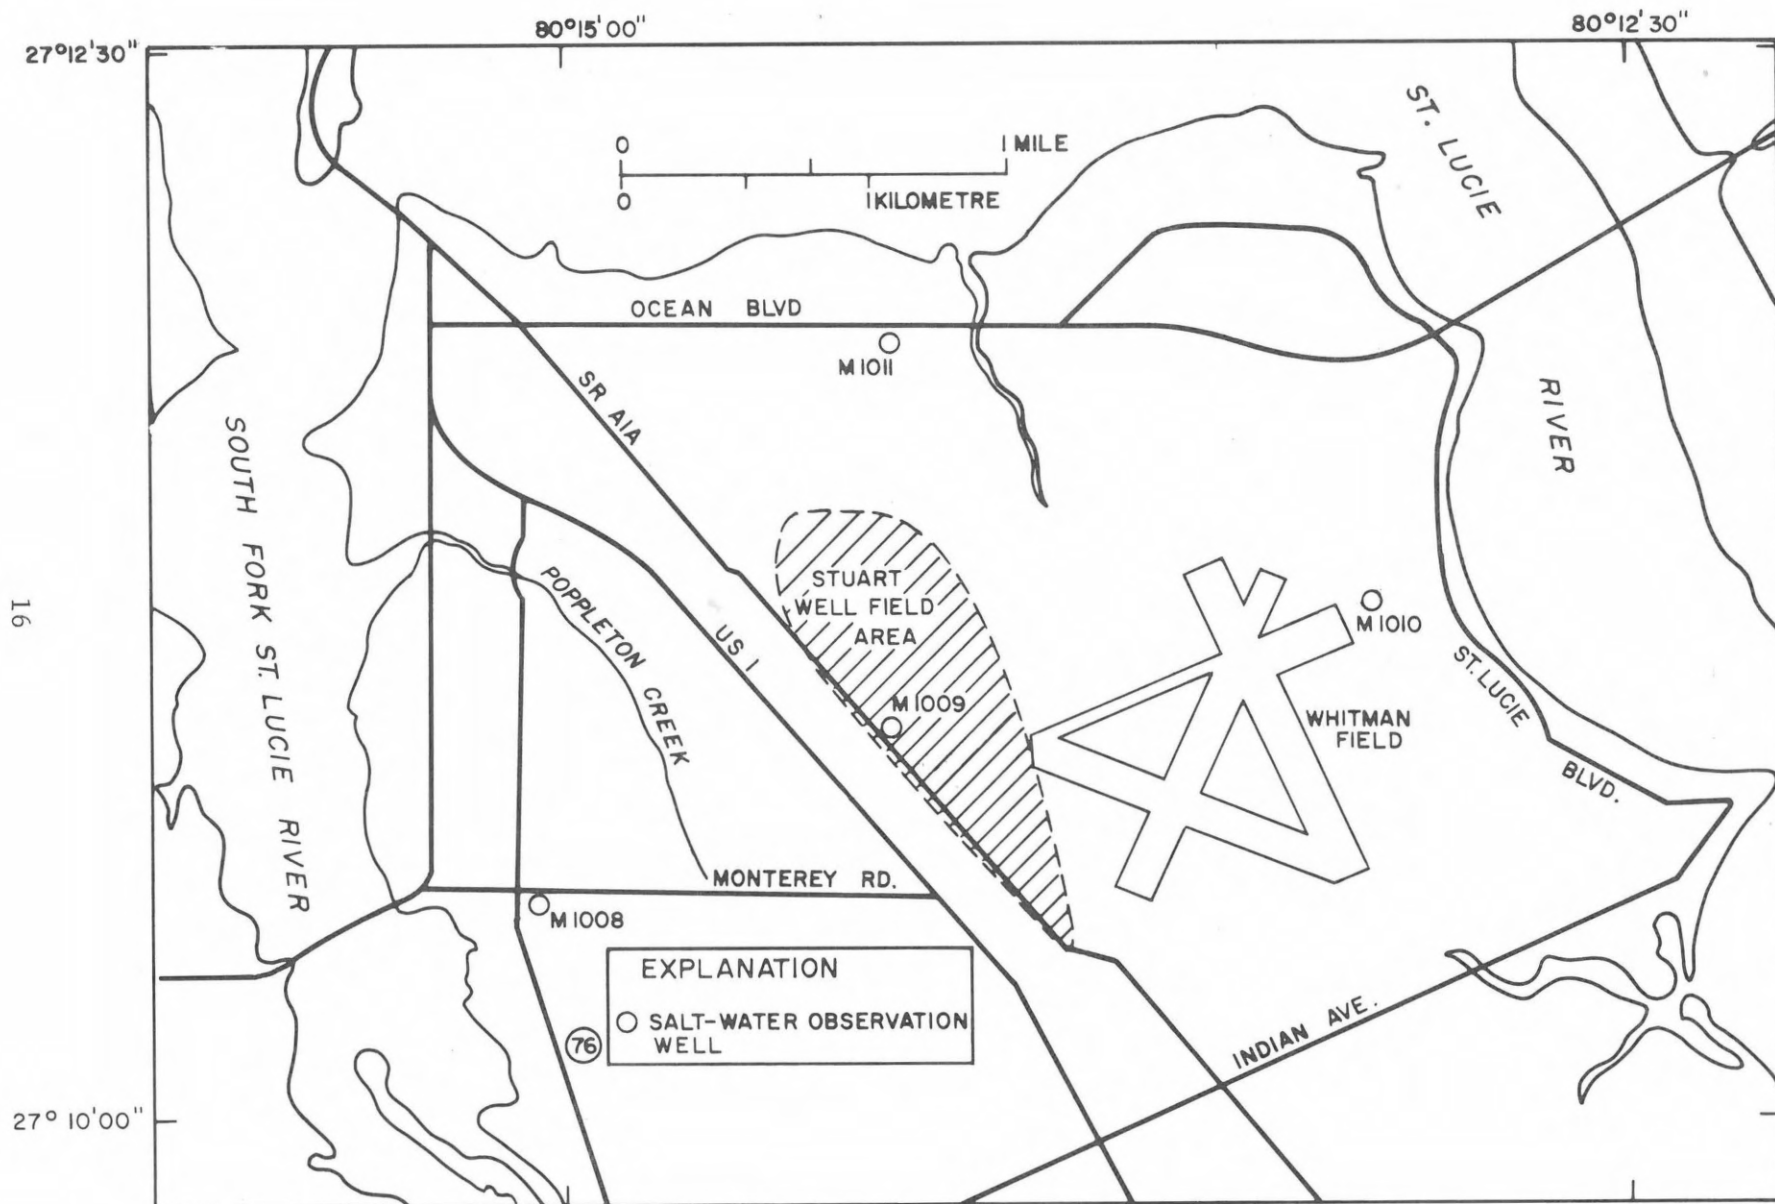 80°15'00"
80°12'30"
27°12'30"
0 1 MILE
0 1 KILOMETRE
ST. LUCIE
RIVER
OCEAN BLVD
M 1011
SR A1A
SOUTH FORK ST. LUCIE RIVER
STUART
WELL FIELD
AREA
POPPLETON CREEK
US 1
M 1010
M 1009
ST. LUCIE
BLVD.
WHITMAN
FIELD
16
MONTEREY RD.
M 1008
EXPLANATION
SALT-WATER OBSERVATION
WELL
76
INDIAN AVE.
27° 10'00"